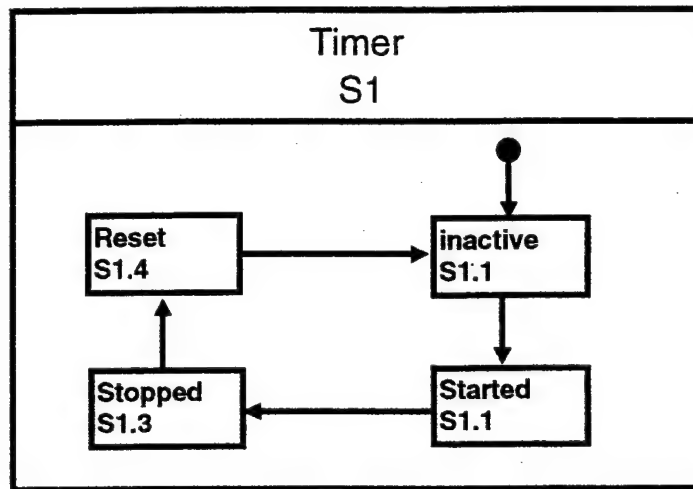 Timer
S1
Reset
S1.4
inactive
S1.1
Stopped
S1.3
Started
S1.1